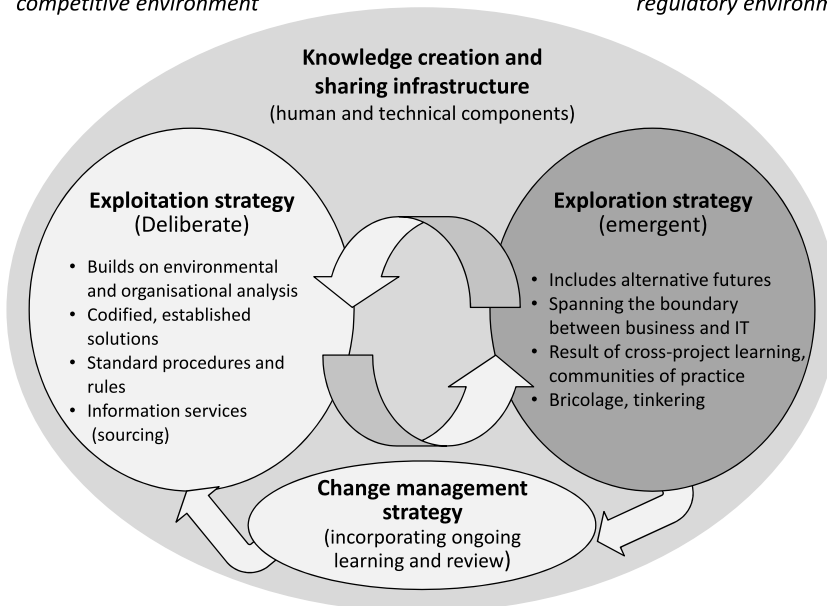 competitive environment
regulatory
Knowledge creation and
sharing infrastructure
(human and technical components)
Exploitation strategy
(Deliberate)
• Builds on environmental
and organisational analysis
• Codified, established
solutions
• Standard procedures and
rules
• Information services
(sourcing)
Exploration strategy
(emergent)
• Includes alternative futures
• Spanning the boundary
between business and IT
• Result of cross-project learning,
communities of practice
• Bricolage, tinkering
Change management
strategy
(incorporating ongoing
learning and review)